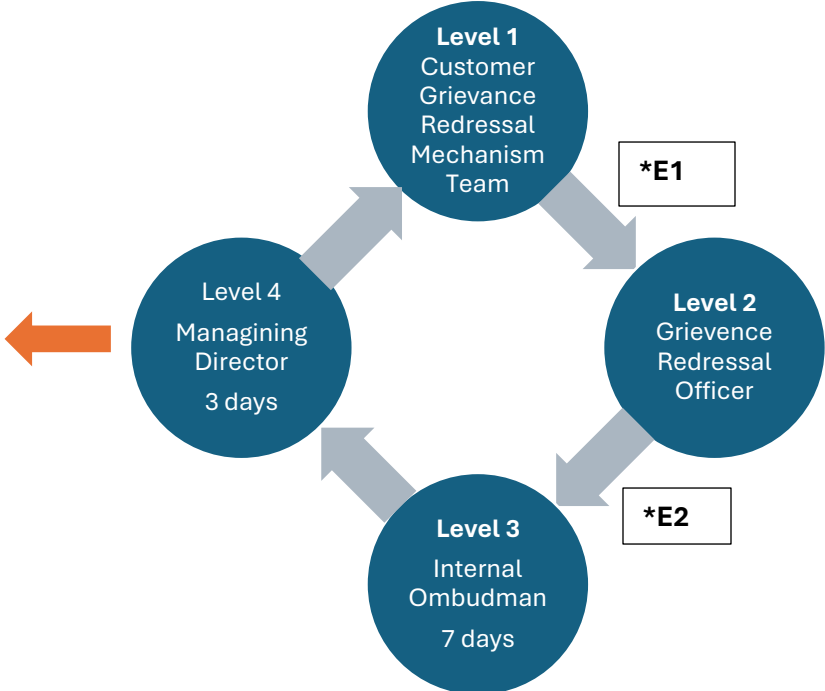 Level 1
Customer
Grievance
Redressal
Mechanism
Team
*E1
Level 2
Grievence
Redressal
Officer
*E2
Level 3
Internal
Ombudman
7 days
Level 4
Managining
Director
3 days